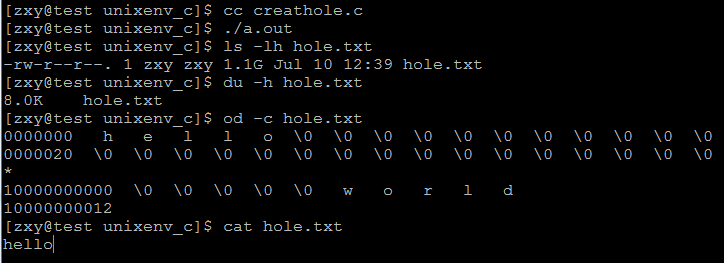 [zxy@test unixenv_c]$ cc creathole.c
[zxy@test unixenv_c]$ ./a.out
[zxy@test unixenv_c]$ ls -lh hole.txt
-rw-r--r--. 1 zxy zxy 1.1G Jul 10 12:39 hole.txt
[zxy@test unixenv_c]$ du -h hole.txt
8.0K    hole.txt
[zxy@test unixenv_c]$ od -c hole.txt
0000000   h   e   l   l   o  \0  \0  \0  \0  \0  \0  \0  \0  \0  \0  \0
0000020  \0  \0  \0  \0  \0  \0  \0  \0  \0  \0  \0  \0  \0  \0  \0  \0
*
10000000000  \0  \0  \0  \0  \0   w   o   r   l   d
10000000012
[zxy@test unixenv_c]$ cat hole.txt
hello